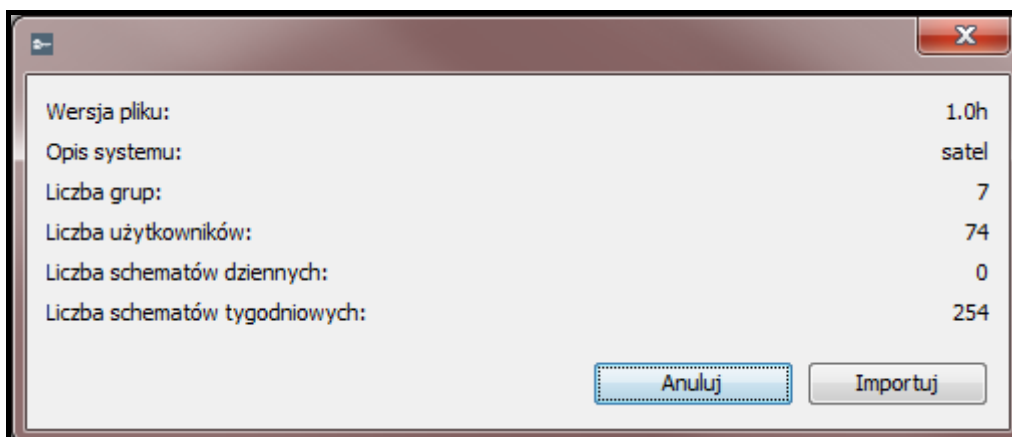 Wersja pliku: 1.0h
Opis systemu: satel
Liczba grup: 7
Liczba użytkowników: 74
Liczba schematów dziennych: 0
Liczba schematów tygodniowych: 254
Anuluj Importuj